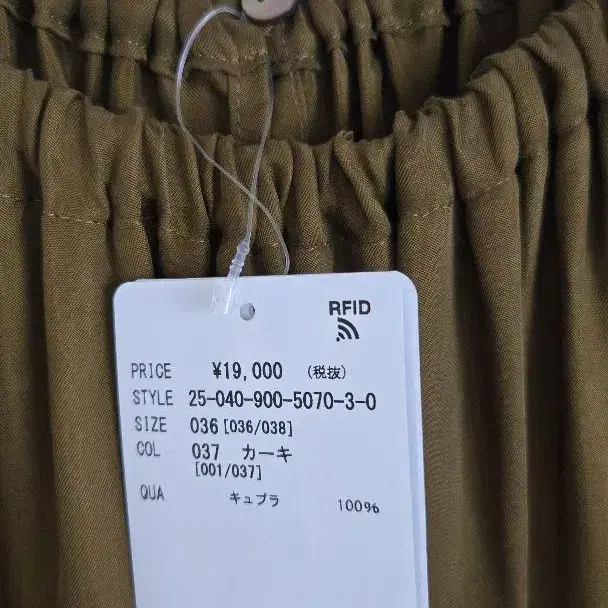 RFID
PRICE ¥19,000 (税抜)
STYLE 25-040-900-5070-3-0
SIZE 036 [036/038]
COL 037 カーキ
[001/037]
QUA キュプラ 100%